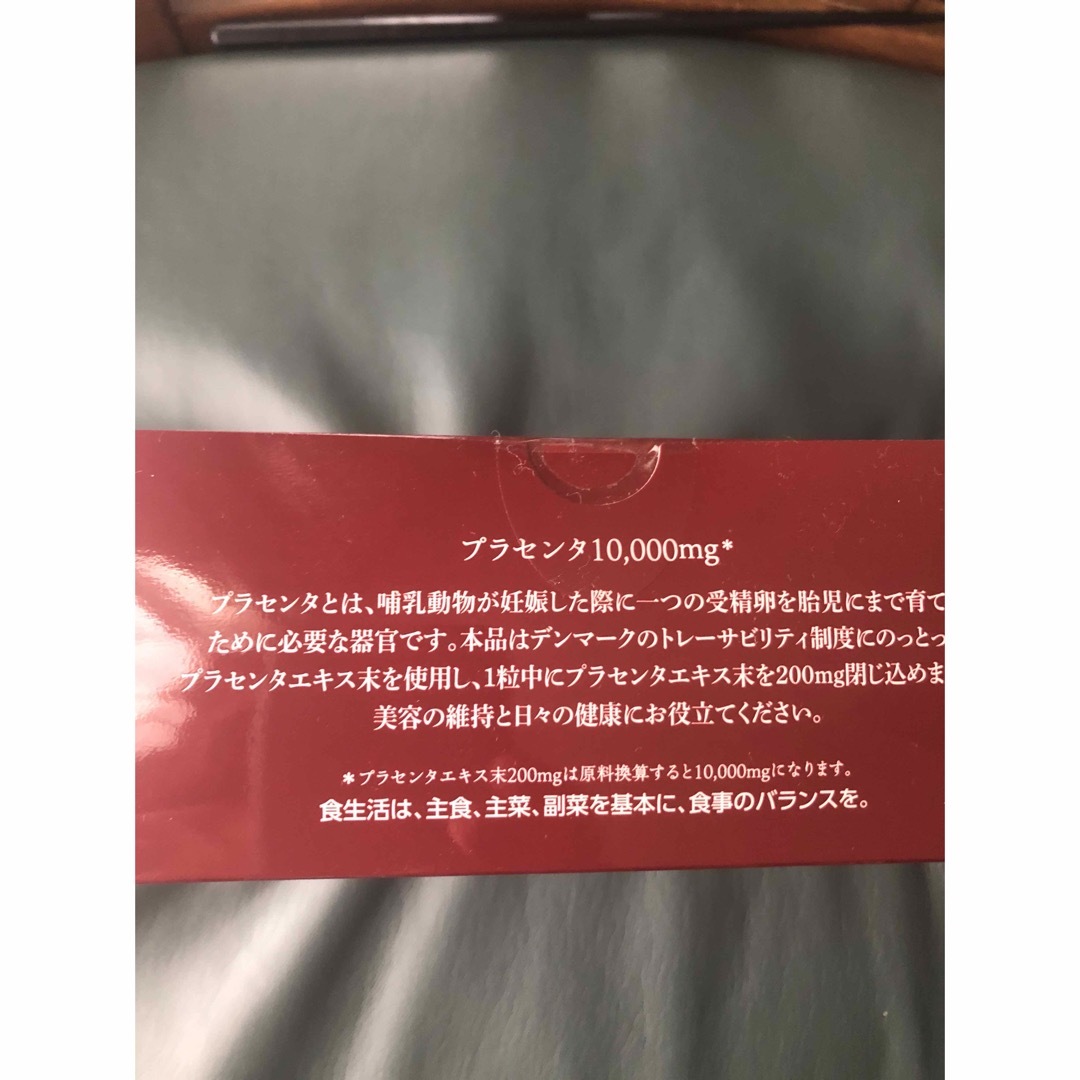 プラセンタ10,000mg*
プラセンタとは、哺乳動物が妊娠した際に一つの受精卵を胎児にまで育て
ために必要な器官です。本品はデンマークのトレーサビリティ制度にのっとっ
プラセンタエキス末を使用し、1粒中にプラセンタエキス末を200mg閉じ込めま
美容の維持と日々の健康にお役立てください。
*プラセンタエキス末200mgは原料換算すると10,000mgになります。
食生活は、主食、主菜、副菜を基本に、食事のバランスを。